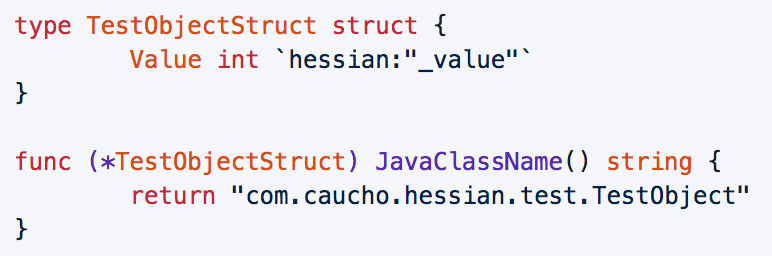 type TestObjectStruct struct {
        Value int `hessian:"_value"`
}

func (*TestObjectStruct) JavaClassName() string {
        return "com.caucho.hessian.test.TestObject"
}